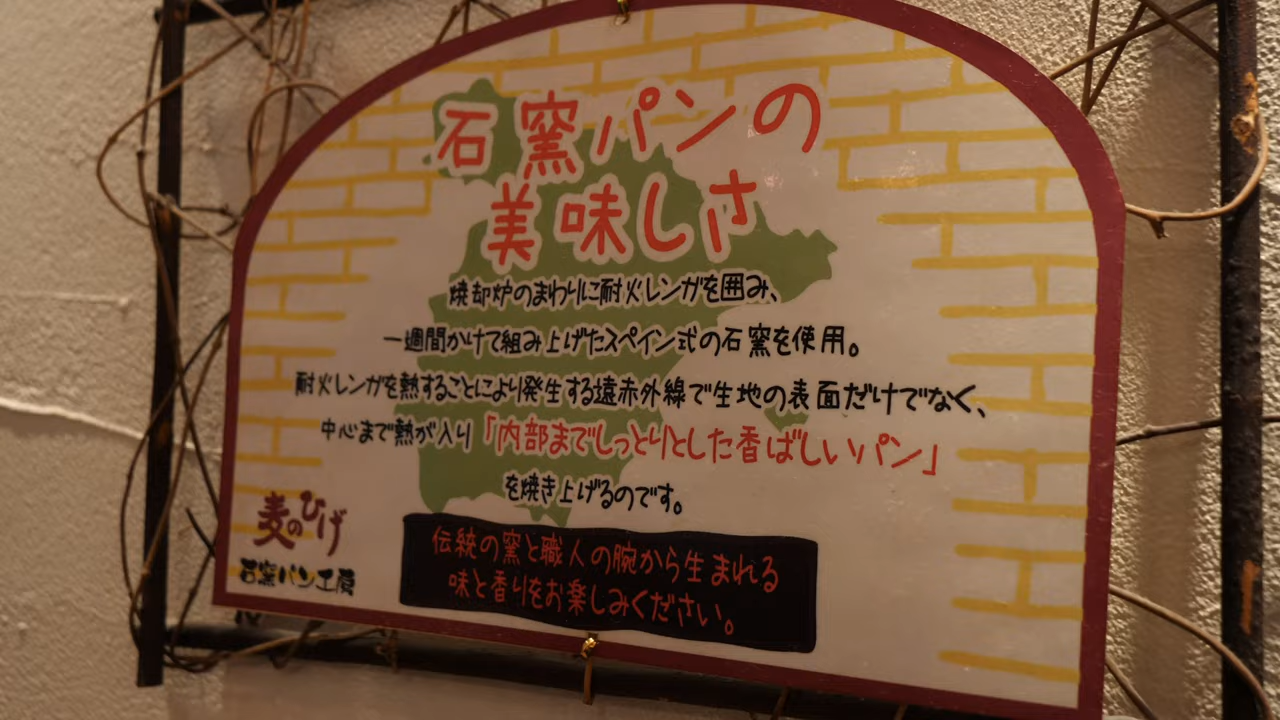 石窯パンの
美味しさ
焼却炉のまわりに耐火レンガを囲み、
一週間かけて組み上げたスペイン式の石窯を使用。
耐火レンガを熱することにより発生する遠赤外線で生地の表面だけでなく、
中心まで熱が入り「内部までしっとりとした香ばしいパン」
を焼き上げるのです。
伝統の窯と職人の腕から生まれる
味と香りをお楽しみください。
麦のひげ
石窯パン工房